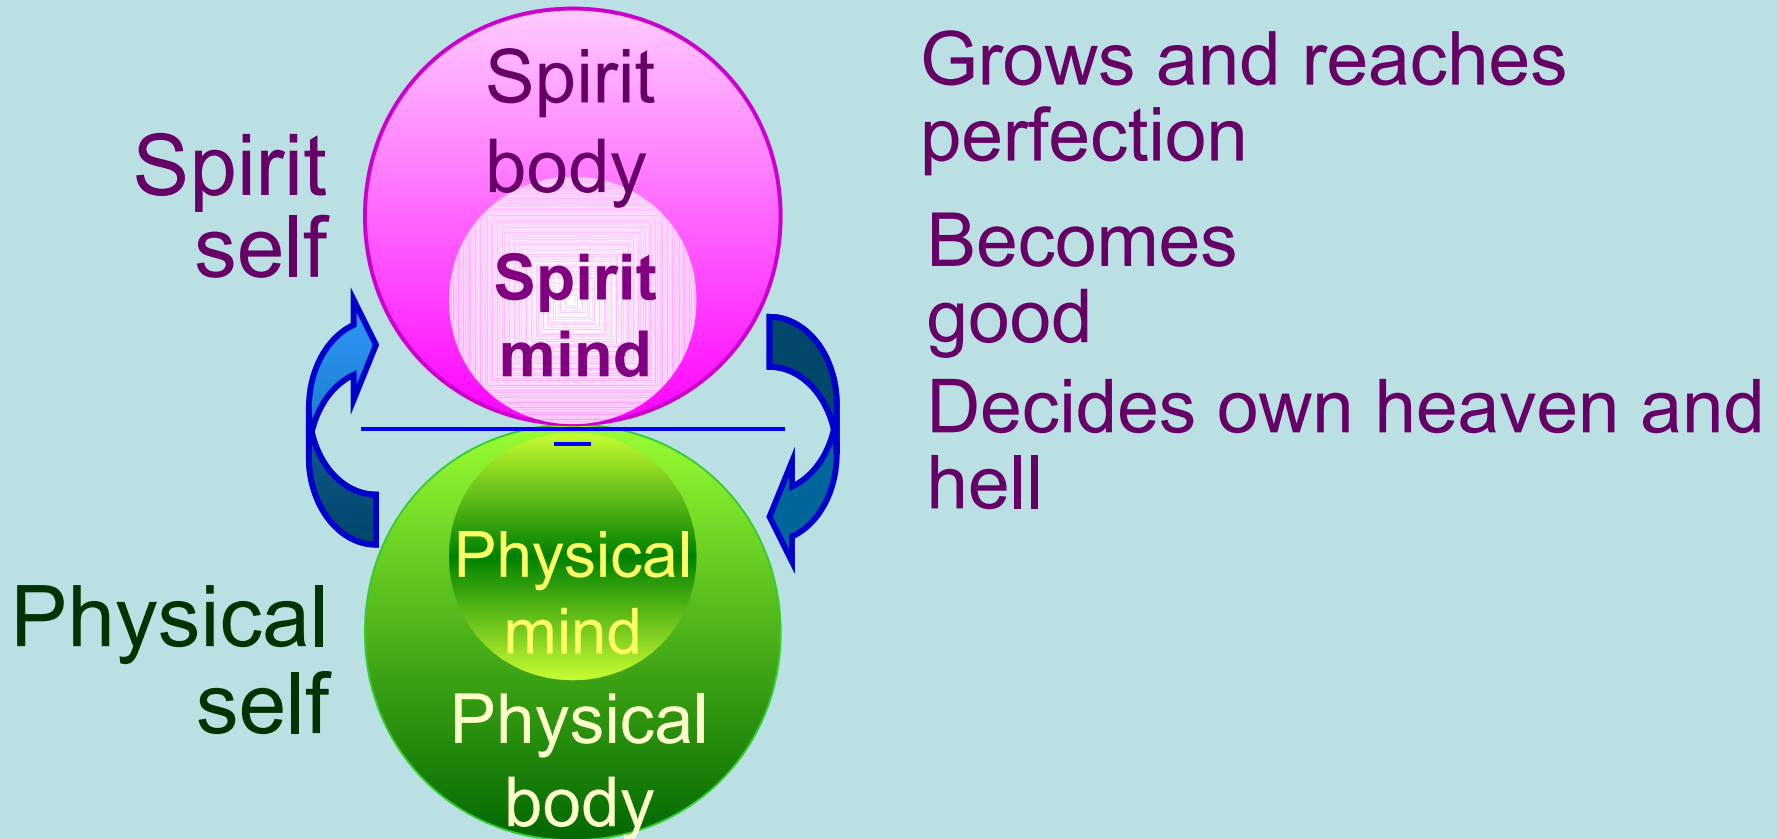 Spirit
self
Spirit
body
Spirit
mind
Physical
self
Physical
mind
Physical
body
Grows and reaches
perfection
Becomes
good
Decides own heaven and
hell